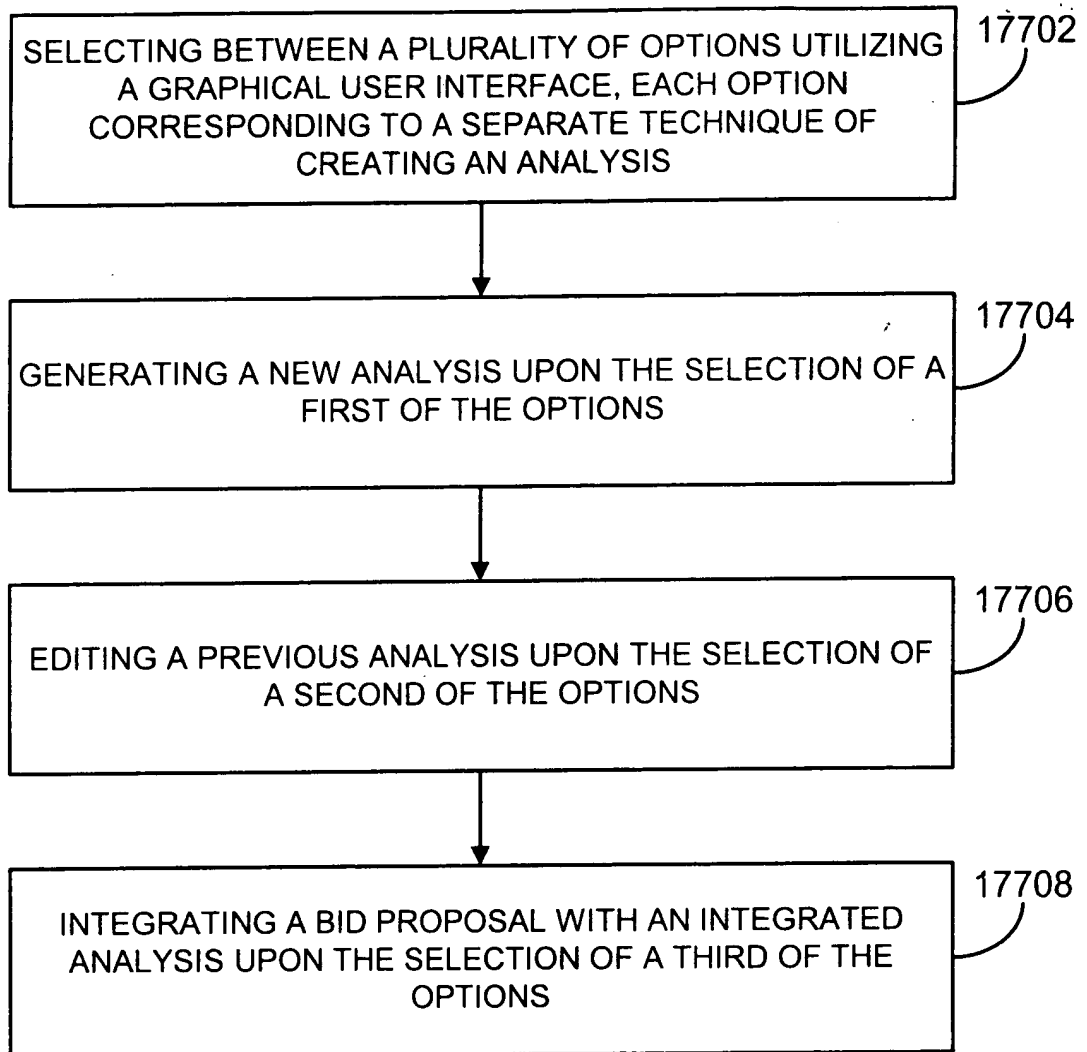 17702
SELECTING BETWEEN A PLURALITY OF OPTIONS UTILIZING
A GRAPHICAL USER INTERFACE, EACH OPTION
CORRESPONDING TO A SEPARATE TECHNIQUE OF
CREATING AN ANALYSIS
17704
GENERATING A NEW ANALYSIS UPON THE SELECTION OF A
FIRST OF THE OPTIONS
17706
EDITING A PREVIOUS ANALYSIS UPON THE SELECTION OF
A SECOND OF THE OPTIONS
17708
INTEGRATING A BID PROPOSAL WITH AN INTEGRATED
ANALYSIS UPON THE SELECTION OF A THIRD OF THE
OPTIONS